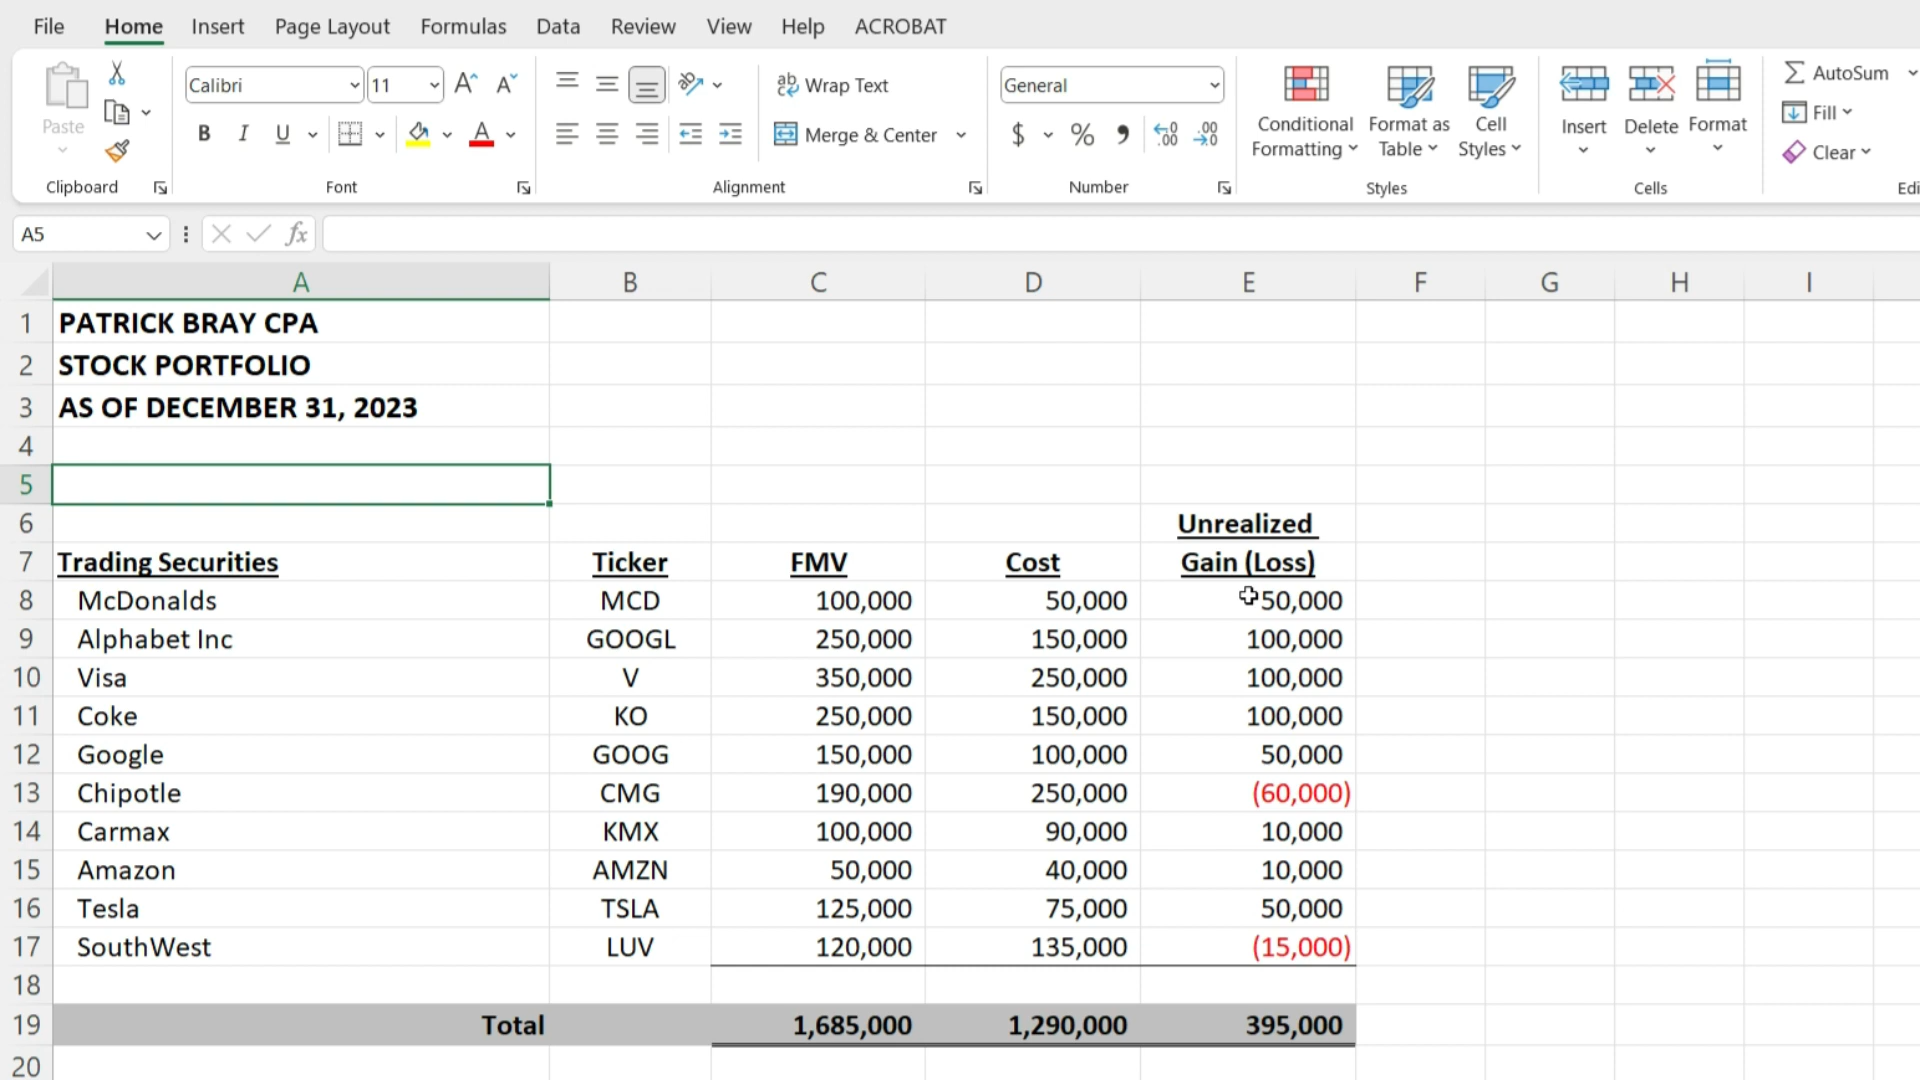 File Home Insert Page Layout Formulas Data Review View Help ACROBAT
Paste
Clipboard
Calibri 11 A A
B I U A
Font
ab Wrap Text
Merge & Center
Alignment
General
$ % , .00 .00
Number
Conditional Formatting
Format as Table
Cell Styles
Styles
Insert Delete Format
Cells
AutoSum
Fill
Clear
Edi
A5 fx
A B C D E F G H I
1 PATRICK BRAY CPA
2 STOCK PORTFOLIO
3 AS OF DECEMBER 31, 2023
4
5
6 Unrealized
7 Trading Securities Ticker FMV Cost Gain (Loss)
8 McDonalds MCD 100,000 50,000 50,000
9 Alphabet Inc GOOGL 250,000 150,000 100,000
10 Visa V 350,000 250,000 100,000
11 Coke KO 250,000 150,000 100,000
12 Google GOOG 150,000 100,000 50,000
13 Chipotle CMG 190,000 250,000 (60,000)
14 Carmax KMX 100,000 90,000 10,000
15 Amazon AMZN 50,000 40,000 10,000
16 Tesla TSLA 125,000 75,000 50,000
17 SouthWest LUV 120,000 135,000 (15,000)
18
19 Total 1,685,000 1,290,000 395,000
20